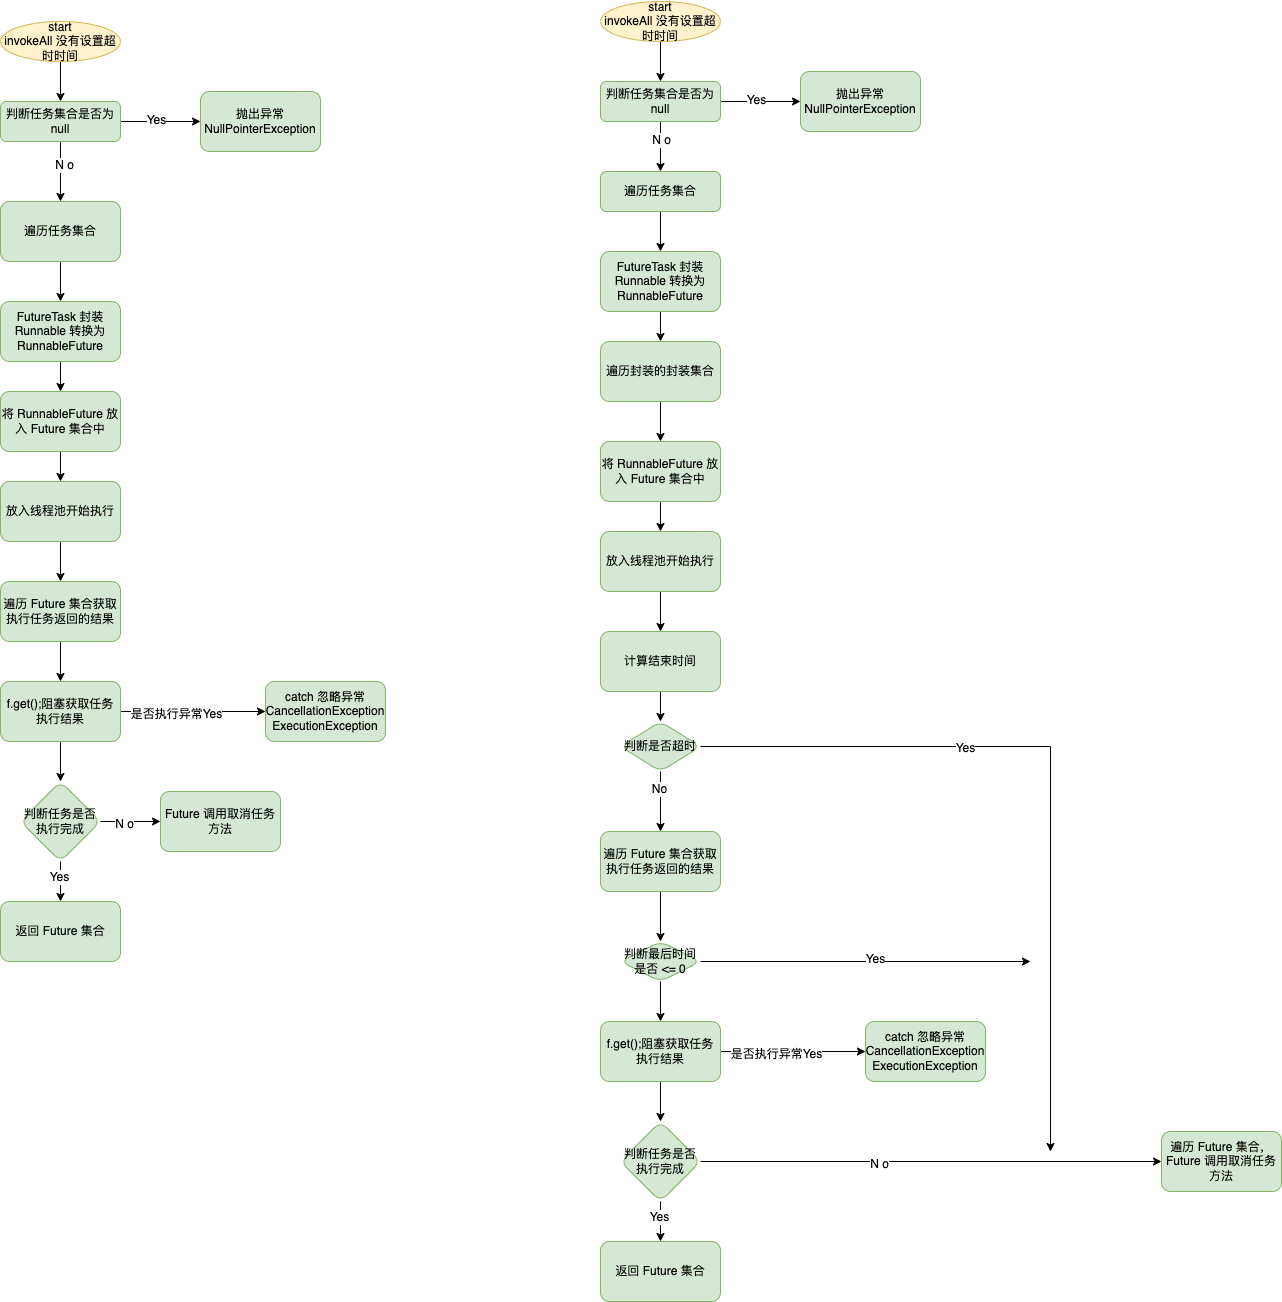 start
invokeAll 没有设置超
时时间
判断任务集合是否为
null
Yes
抛出异常
NullPointerException
N o
遍历任务集合
FutureTask 封装
Runnable 转换为
RunnableFuture
将 RunnableFuture 放
入 Future 集合中
放入线程池开始执行
遍历 Future 集合获取
执行任务返回的结果
f.get();阻塞获取任务
执行结果
是否执行异常Yes
catch 忽略异常
CancellationException
ExecutionException
判断任务是否
执行完成
N o
Future 调用取消任务
方法
Yes
返回 Future 集合
start
invokeAll 没有设置超
时时间
判断任务集合是否为
null
Yes
抛出异常
NullPointerException
N o
遍历任务集合
FutureTask 封装
Runnable 转换为
RunnableFuture
遍历封装的封装集合
将 RunnableFuture 放
入 Future 集合中
放入线程池开始执行
计算结束时间
判断是否超时
Yes
No
遍历 Future 集合获取
执行任务返回的结果
判断最后时间
是否 <= 0
Yes
f.get();阻塞获取任务
执行结果
是否执行异常Yes
catch 忽略异常
CancellationException
ExecutionException
判断任务是否
执行完成
N o
遍历 Future 集合，
Future 调用取消任务
方法
Yes
返回 Future 集合